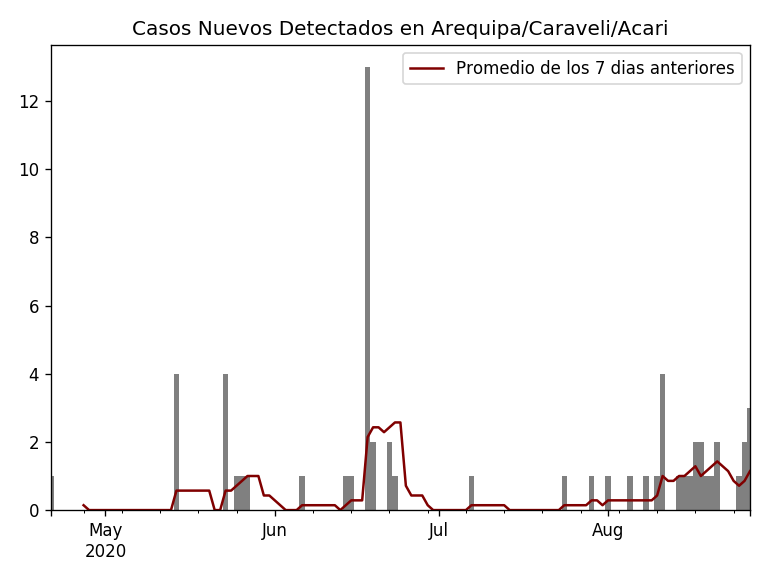 Casos Nuevos Detectados en Arequipa/Caraveli/Acari
Promedio de los 7 dias anteriores
12
10
8
6
4
2
0
May Jun Jul Aug
2020